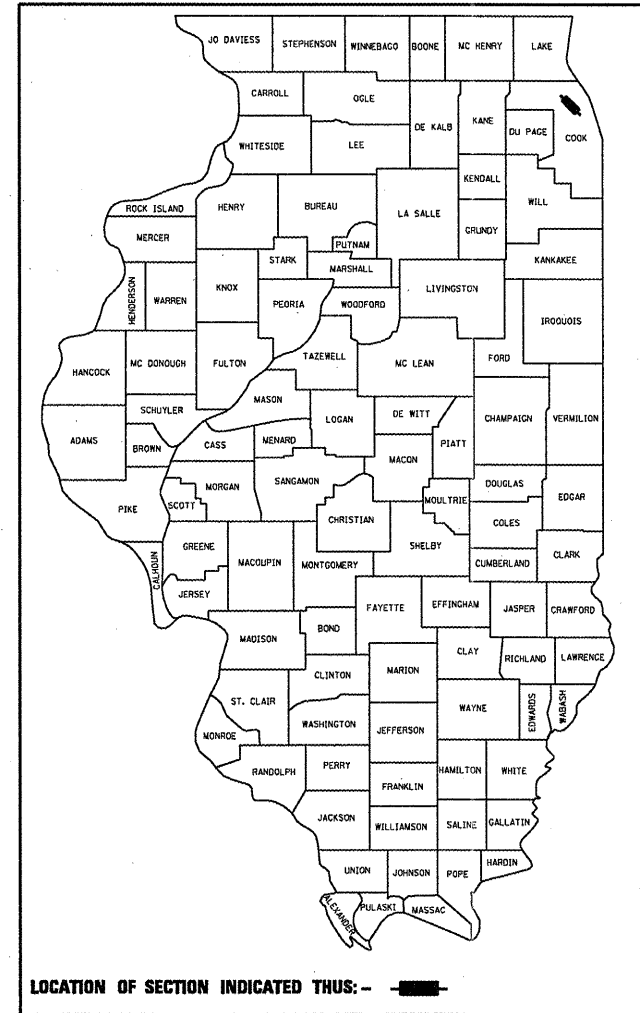 JO DAVIESS
STEPHENSON
WINNEBAGO
BOONE
MC HENRY
LAKE
CARROLL
OGLE
DE KALB
KANE
DU PAGE
COOK
WHITESIDE
LEE
KENDALL
WILL
ROCK ISLAND
HENRY
BUREAU
LA SALLE
GRUNDY
MERCER
PUTNAM
STARK
MARSHALL
KANKAKEE
HENDERSON
WARREN
KNOX
PEORIA
WOODFORD
LIVINGSTON
IROQUOIS
HANCOCK
MC DONOUGH
FULTON
TAZEWELL
MC LEAN
FORD
SCHUYLER
MASON
LOGAN
DE WITT
CHAMPAIGN
VERMILION
ADAMS
BROWN
CASS
MENARD
MACON
PIATT
PIKE
SCOTT
MORGAN
SANGAMON
CHRISTIAN
MOULTRIE
DOUGLAS
EDGAR
COLES
CALHOUN
GREENE
MACOUPIN
MONTGOMERY
SHELBY
CUMBERLAND
CLARK
JERSEY
FAYETTE
EFFINGHAM
JASPER
CRAWFORD
MADISON
BOND
CLAY
RICHLAND
LAWRENCE
CLINTON
MARION
ST. CLAIR
WAYNE
EDWARDS
WABASH
MONROE
WASHINGTON
JEFFERSON
RANDOLPH
PERRY
HAMILTON
WHITE
FRANKLIN
JACKSON
WILLIAMSON
SALINE
GALLATIN
UNION
JOHNSON
POPE
HARDIN
ALEXANDER
PULASKI
MASSAC
LOCATION OF SECTION INDICATED THUS: -